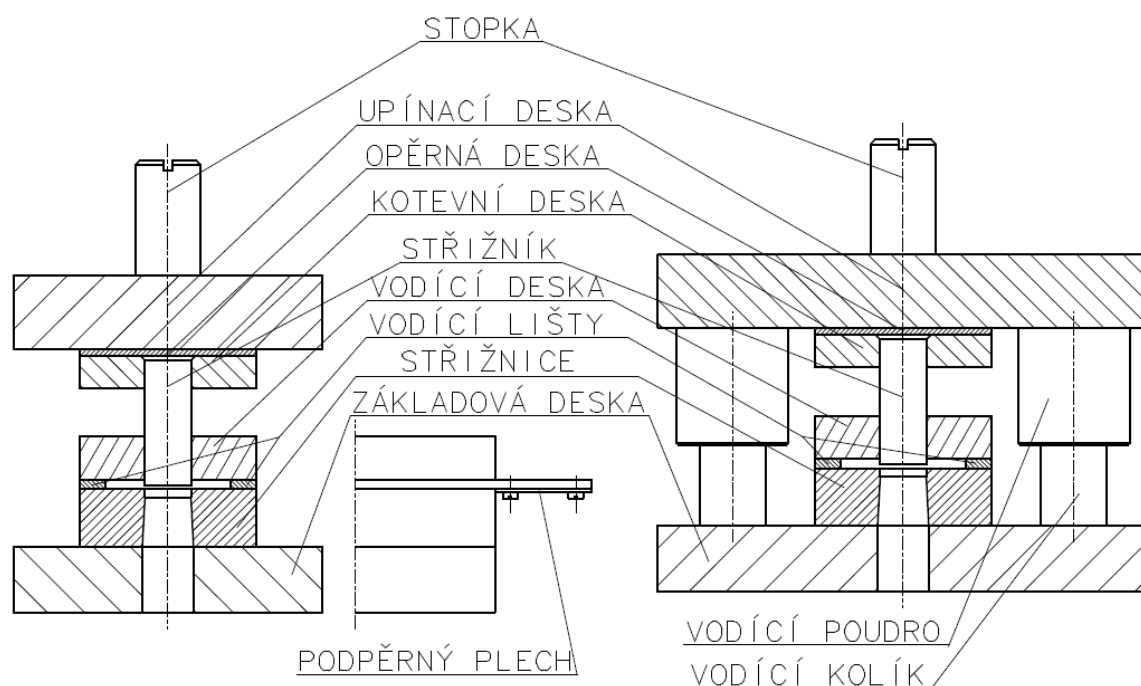 STOPKA
UPÍNACÍ DESKA
OPĚRNÁ DESKA
KOTEVNÍ DESKA
STŘIŽNÍK
VODÍCÍ DESKA
VODÍCÍ LIŠTY
STŘIŽNICE
ZÁKLADOVÁ DESKA
PODPĚRNÝ PLECH
VODÍCÍ POUDRO
VODÍCÍ KOLÍK